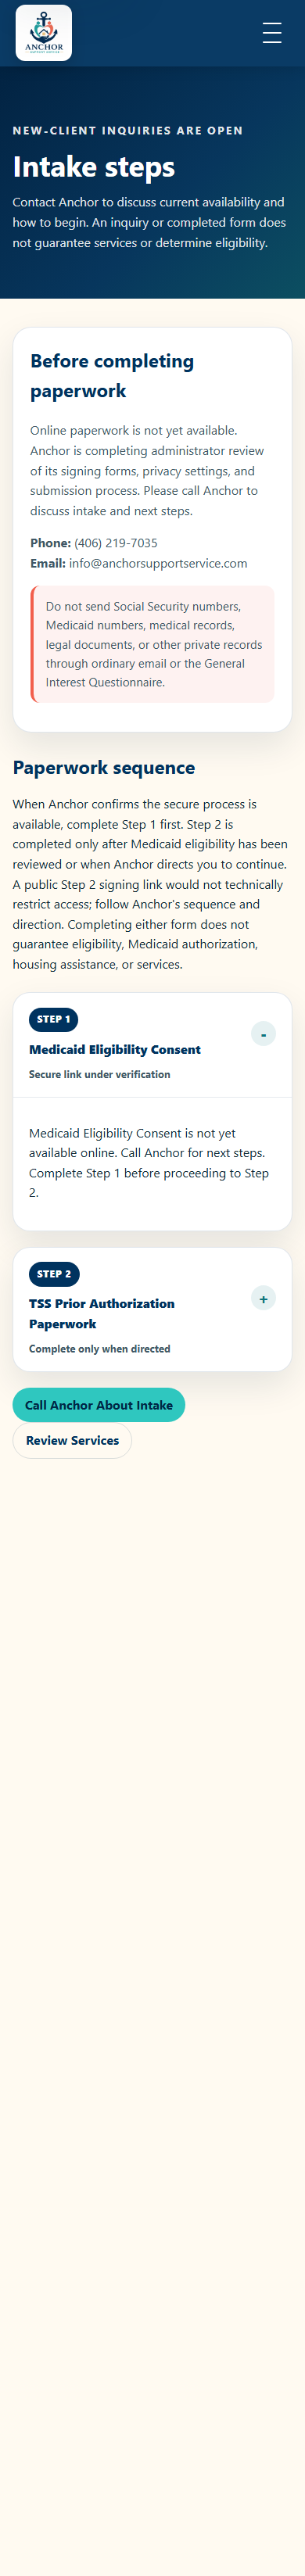 ANCHOR
NEW-CLIENT INQUIRIES ARE OPEN
Intake steps
Contact Anchor to discuss current availability and
how to begin. An inquiry or completed form does
not guarantee services or determine eligibility.
Before completing
paperwork
Online paperwork is not yet available.
Anchor is completing administrator review
of its signing forms, privacy settings, and
submission process. Please call Anchor to
discuss intake and next steps.
Phone: (406) 219-7035
Email: info@anchorsupportservice.com
Do not send Social Security numbers,
Medicaid numbers, medical records,
legal documents, or other private records
through ordinary email or the General
Interest Questionnaire.
Paperwork sequence
When Anchor confirms the secure process is
available, complete Step 1 first. Step 2 is
completed only after Medicaid eligibility has been
reviewed or when Anchor directs you to continue.
A public Step 2 signing link would not technically
restrict access; follow Anchor's sequence and
direction. Completing either form does not
guarantee eligibility, Medicaid authorization,
housing assistance, or services.
STEP 1
Medicaid Eligibility Consent
Secure link under verification
-
Medicaid Eligibility Consent is not yet
available online. Call Anchor for next steps.
Complete Step 1 before proceeding to Step
2.
STEP 2
TSS Prior Authorization
Paperwork
Complete only when directed
+
Call Anchor About Intake
Review Services